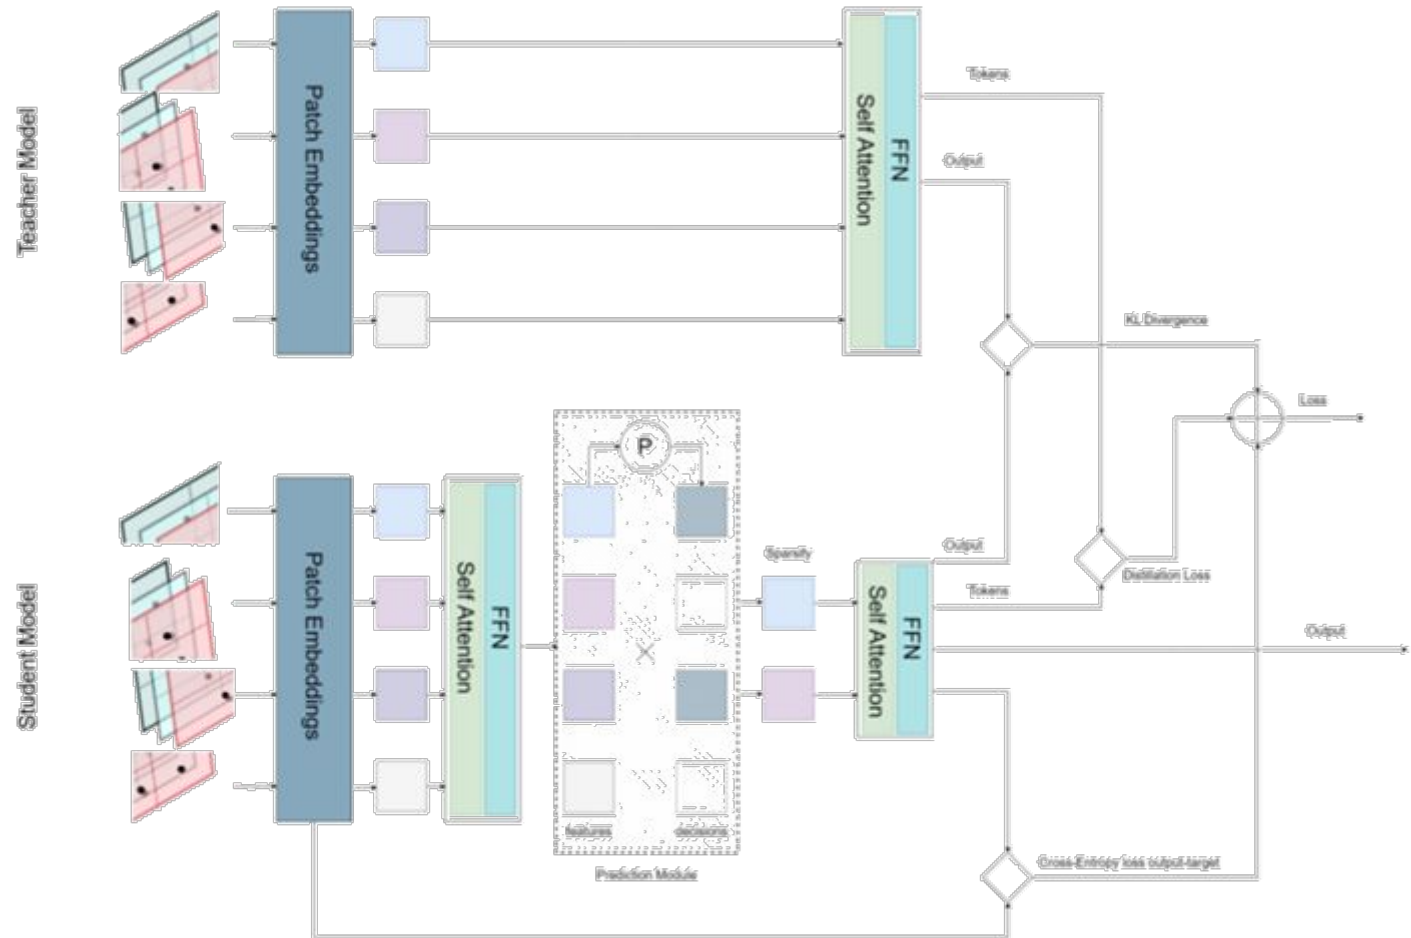 Teacher Model
Patch Embeddings
Self Attention
FFN
Tokens
Output
KL Divergence
Loss
Student Model
Patch Embeddings
Self Attention
FFN
P
features
decisions
Prediction Module
Sparsify
Self Attention
FFN
Output
Tokens
Distillation Loss
Output
Cross-Entropy loss output-target